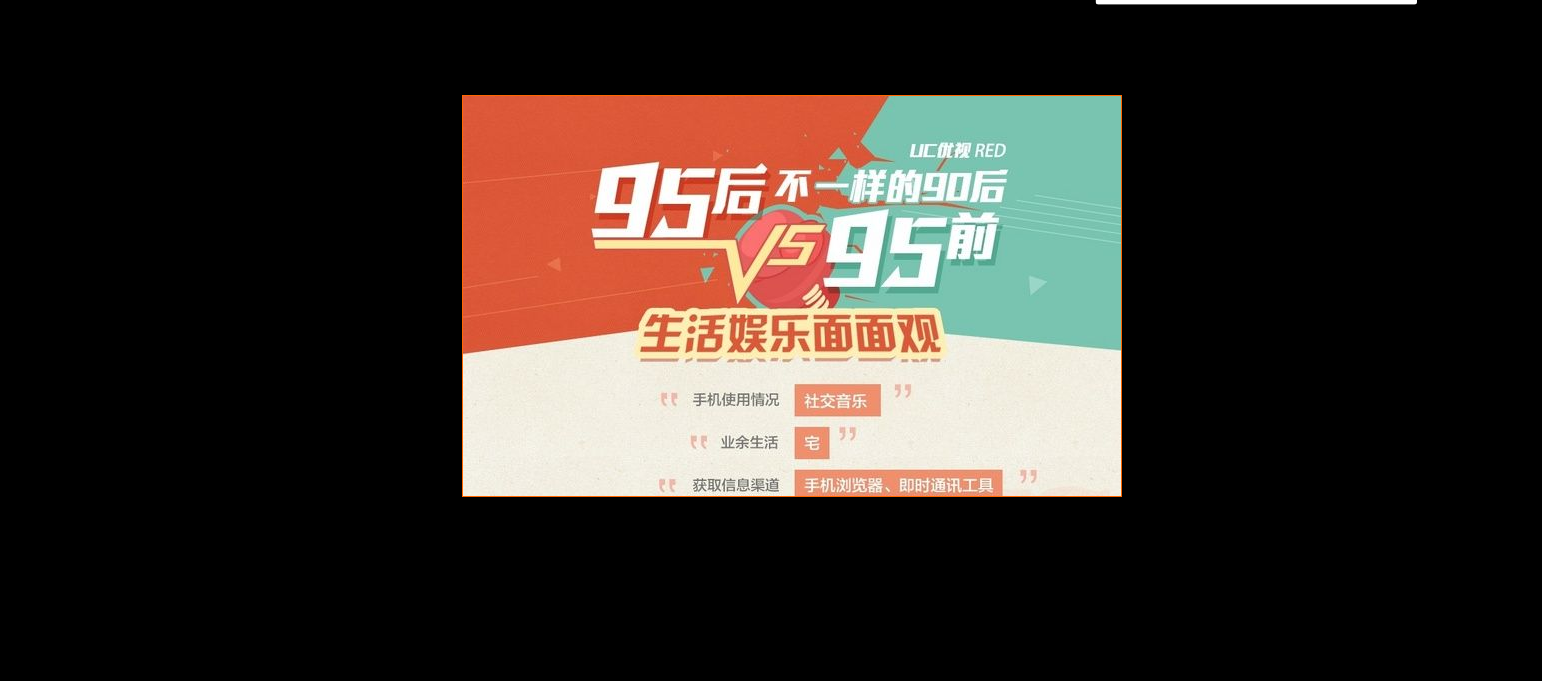 UC优视 RED
95后 不一样的90后
VS 95前
生活娱乐面面观
手机使用情况 社交音乐
业余生活 宅
获取信息渠道 手机浏览器、即时通讯工具